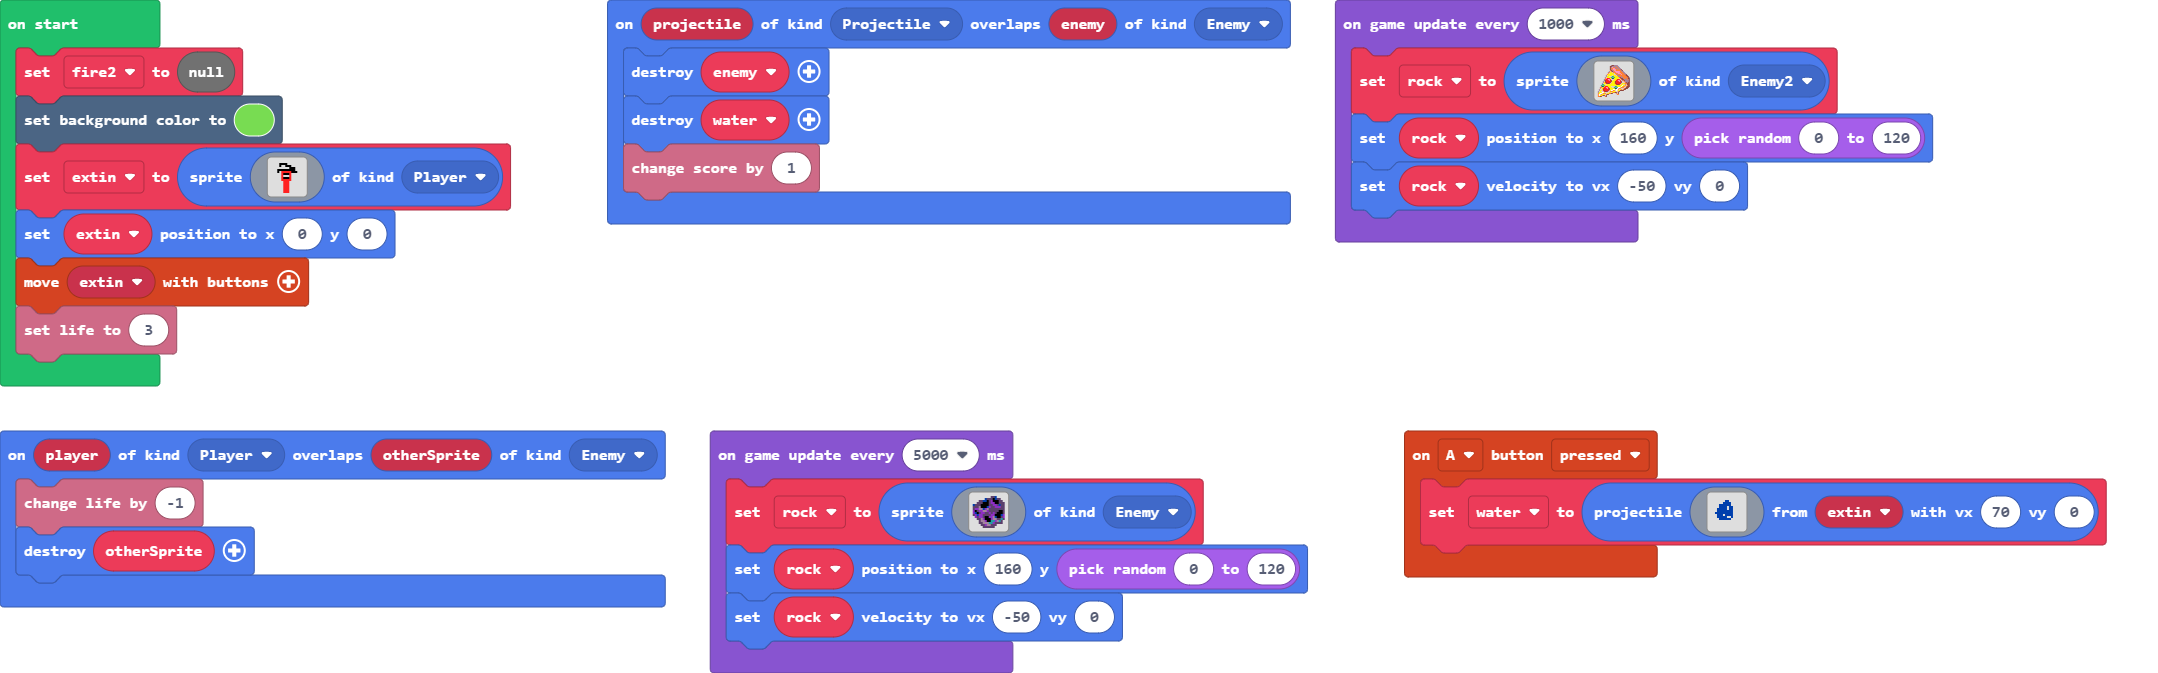 on start
set fire2 to null
set background color to
set extin to sprite of kind Player
set extin position to x 0 y 0
move extin with buttons
set life to 3
on projectile of kind Projectile overlaps enemy of kind Enemy
destroy enemy
destroy water
change score by 1
on game update every 1000 ms
set rock to sprite of kind Enemy2
set rock position to x 160 y pick random 0 to 120
set rock velocity to vx -50 vy 0
on player of kind Player overlaps otherSprite of kind Enemy
change life by -1
destroy otherSprite
on game update every 5000 ms
set rock to sprite of kind Enemy
set rock position to x 160 y pick random 0 to 120
set rock velocity to vx -50 vy 0
on A button pressed
set water to projectile from extin with vx 70 vy 0